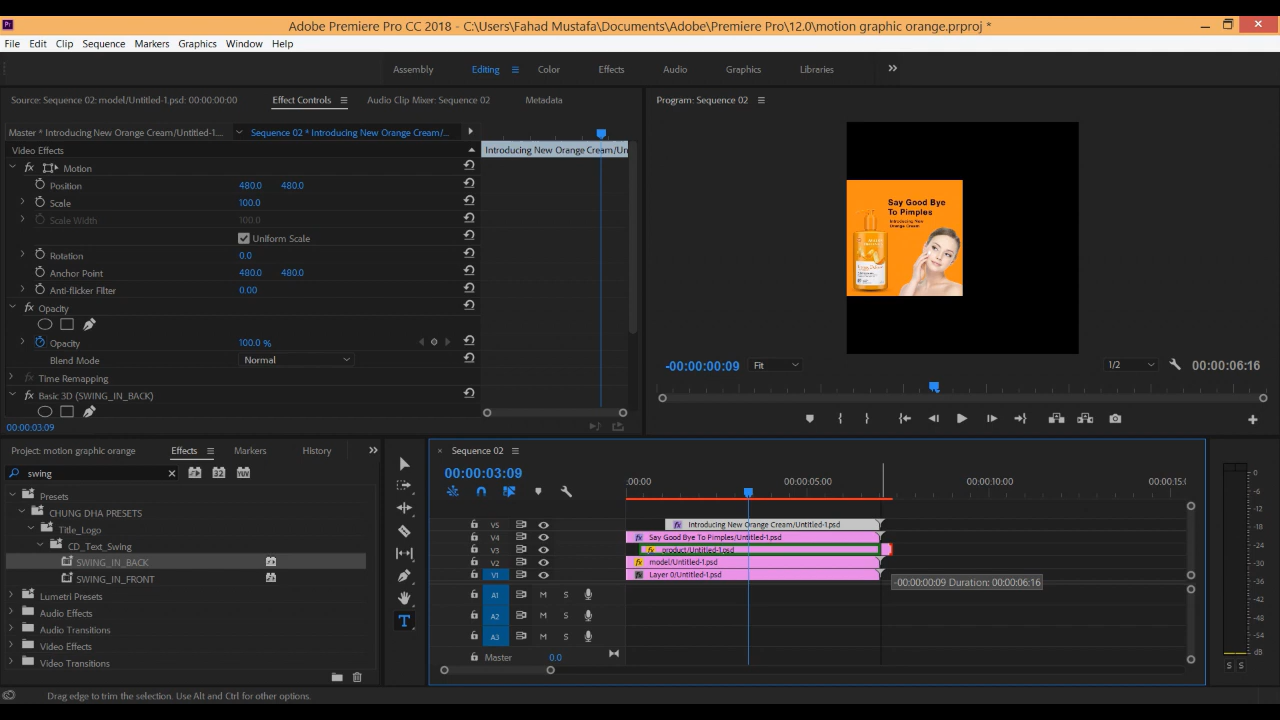 Adobe Premiere Pro CC 2018 - C:\Users\Fahad Mustafa\Documents\Adobe\Premiere Pro\12.0\motion graphic orange.prproj *
File Edit Clip Sequence Markers Graphics Window Help
Assembly Editing Color Effects Audio Graphics Libraries
Source: Sequence 02: model/Untitled-1.psd: 00:00:00:00 Effect Controls Audio Clip Mixer: Sequence 02 Metadata
Master * Introducing New Orange Cream/Untitled-1.... Sequence 02 * Introducing New Orange Cream/...
Video Effects
Introducing New Orange Cream/Un
Motion
Position 480.0 480.0
Scale 100.0
Scale Width 100.0
Uniform Scale
Rotation 0.0
Anchor Point 480.0 480.0
Anti-flicker Filter 0.00
Opacity
Opacity 100.0 %
Blend Mode Normal
Time Remapping
Basic 3D (SWING_IN_BACK)
00:00:03:09
Program: Sequence 02
Say Good Bye
To Pimples
Introducing New
Orange Cream
-00:00:00:09 Fit 1/2 00:00:06:16
Project: motion graphic orange Effects Markers History
swing
Presets
CHUNG DHA PRESETS
Title_Logo
CD_Text_Swing
SWING_IN_BACK
SWING_IN_FRONT
Lumetri Presets
Audio Effects
Audio Transitions
Video Effects
Video Transitions
Sequence 02
00:00:03:09
:00:00 00:00:05:00 00:00:10:00 00:00:15:0
V5 Introducing New Orange Cream/Untitled-1.psd
V4 Say Good Bye To Pimples/Untitled-1.psd
V3 product/Untitled-1.psd
V2 model/Untitled-1.psd
V1 Layer 0/Untitled-1.psd
-00:00:00:09 Duration: 00:00:06:16
A1 M S
A2 M S
A3 M S
Master 0.0
0
-6
-12
-18
-24
-30
-36
-42
-48
-54
dB
S S
Drag edge to trim the selection. Use Alt and Ctrl for other options.